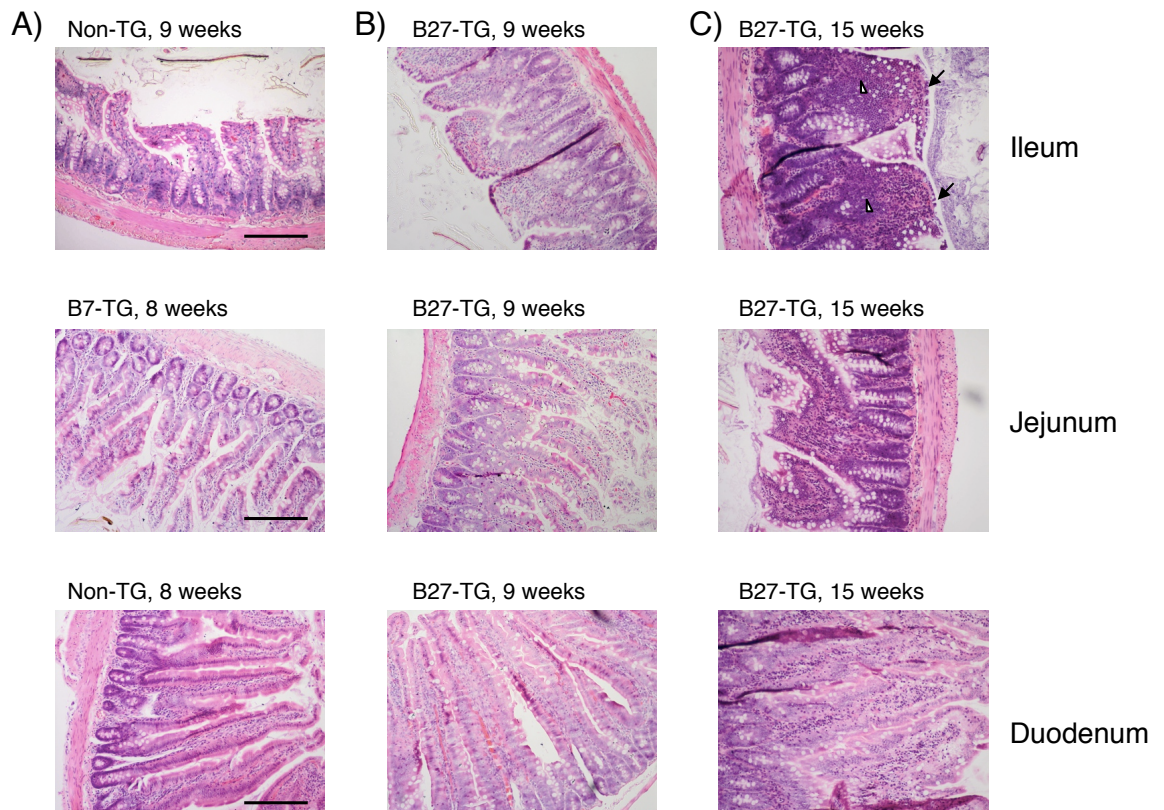 A)
Non-TG, 9 weeks
B)
B27-TG, 9 weeks
C)
B27-TG, 15 weeks
Ileum
B7-TG, 8 weeks
B27-TG, 9 weeks
B27-TG, 15 weeks
Jejunum
Non-TG, 8 weeks
B27-TG, 9 weeks
B27-TG, 15 weeks
Duodenum